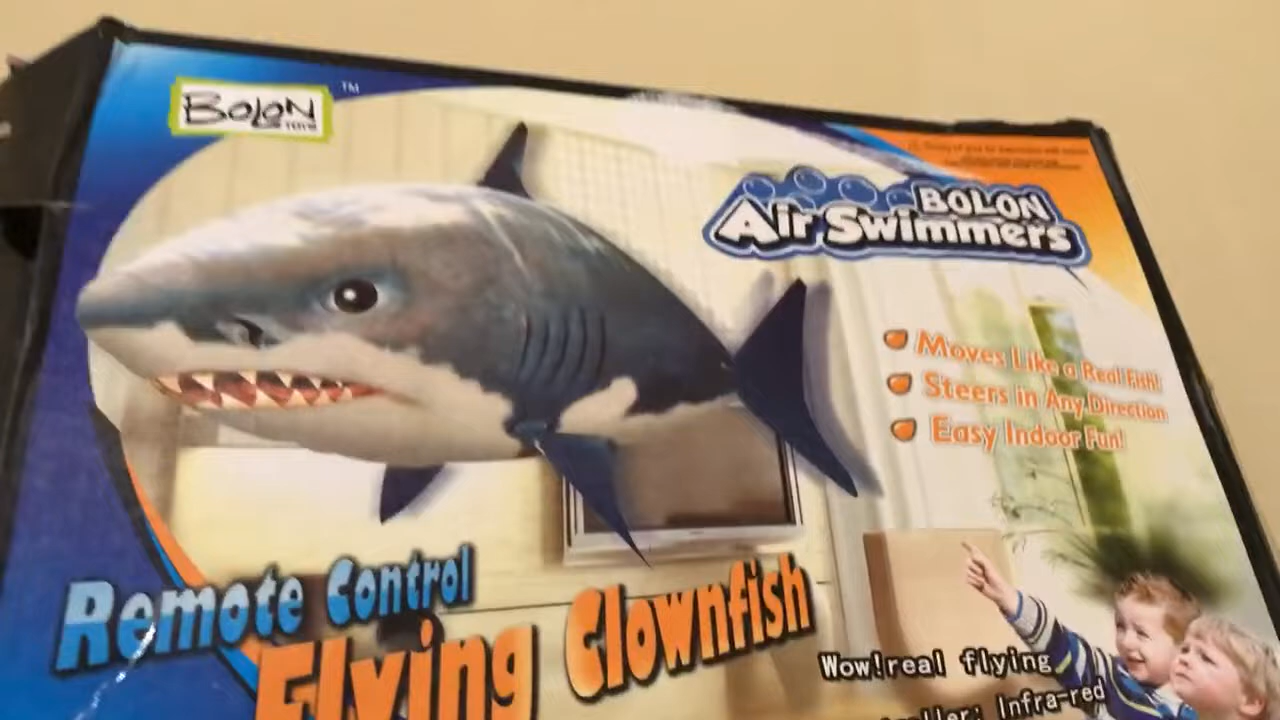 BOLON
TOYS
TM
BOLON
Air Swimmers
Moves Like a Real Fish!
Steers in Any Direction
Easy Indoor Fun!
Remote Control
Flying Clownfish
Wow!real flying
Infra-red